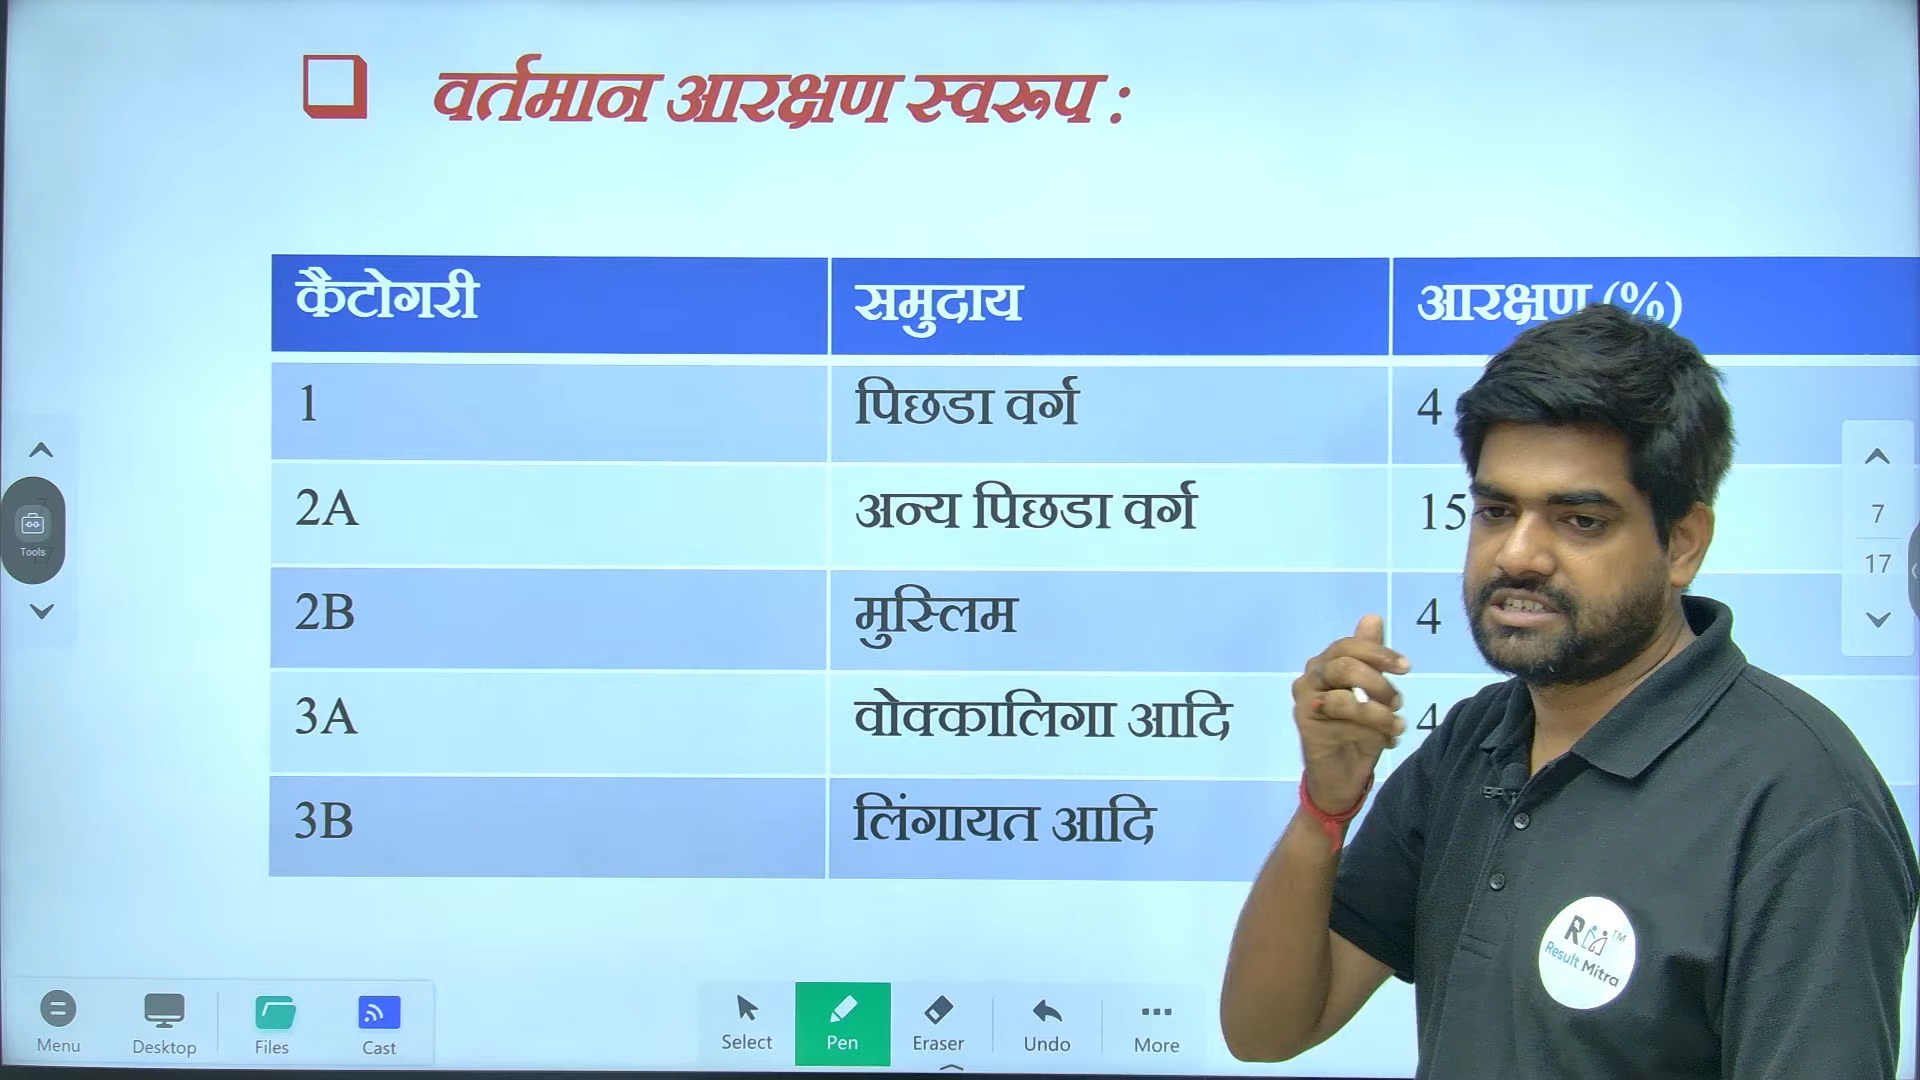 वर्तमान आरक्षण स्वरूप :
कैटोगरी समुदाय आरक्षण (%)
1 पिछडा वर्ग 4
2A अन्य पिछडा वर्ग 15
2B मुस्लिम 4
3A वोक्कालिगा आदि 4
3B लिंगायत आदि
Tools
7
17
R TM
Result Mitra
Menu Desktop Files Cast Select Pen Eraser Undo More